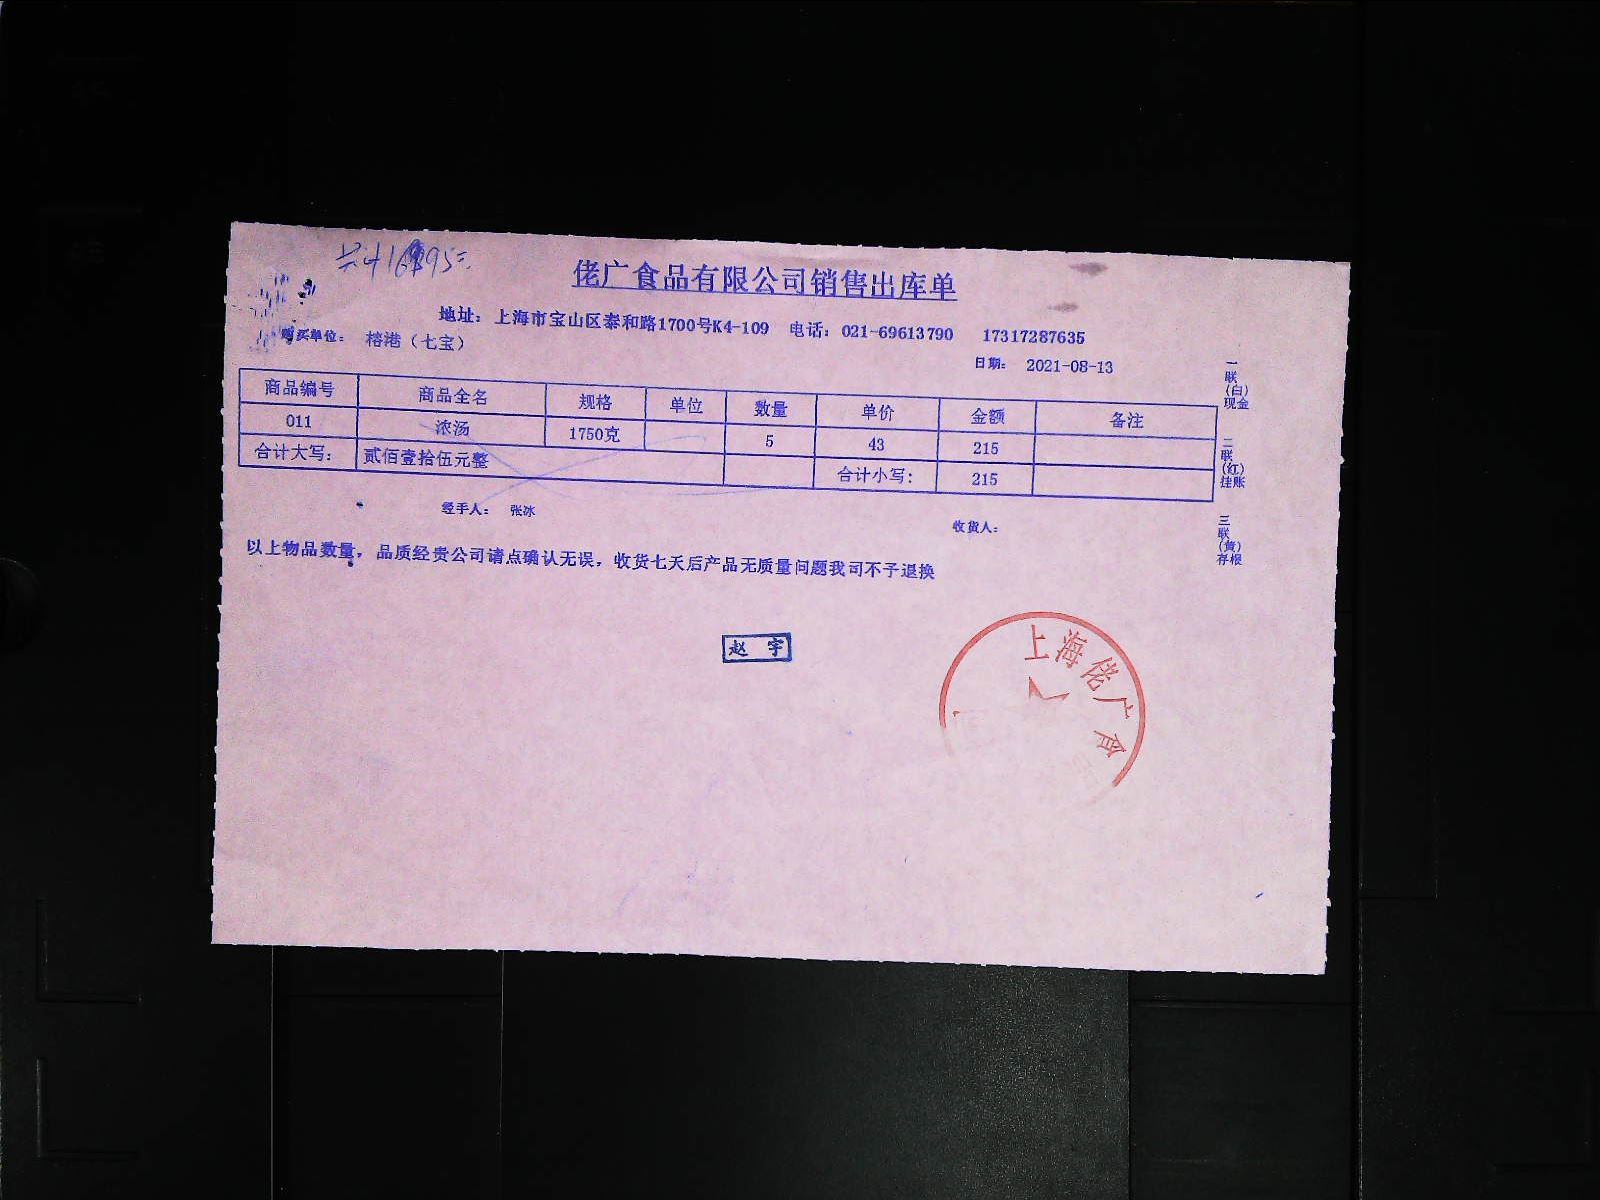 佬广食品有限公司销售出库单
地址：上海市宝山区泰和路1700号K4-109 电话：021-69613790 17317287635
购买单位： 榕港（七宝）
日期： 2021-08-13
商品编号 商品全名 规格 单位 数量 单价 金额 备注
011 浓汤 1750克 5 43 215
合计大写： 贰佰壹拾伍元整 合计小写： 215
经手人： 张冰 收货人：
以上物品数量，品质经贵公司请点确认无误，收货七天后产品无质量问题我司不予退换
一联（白）现金
二联（红）挂账
三联（黄）存根
赵宇
上海佬广食